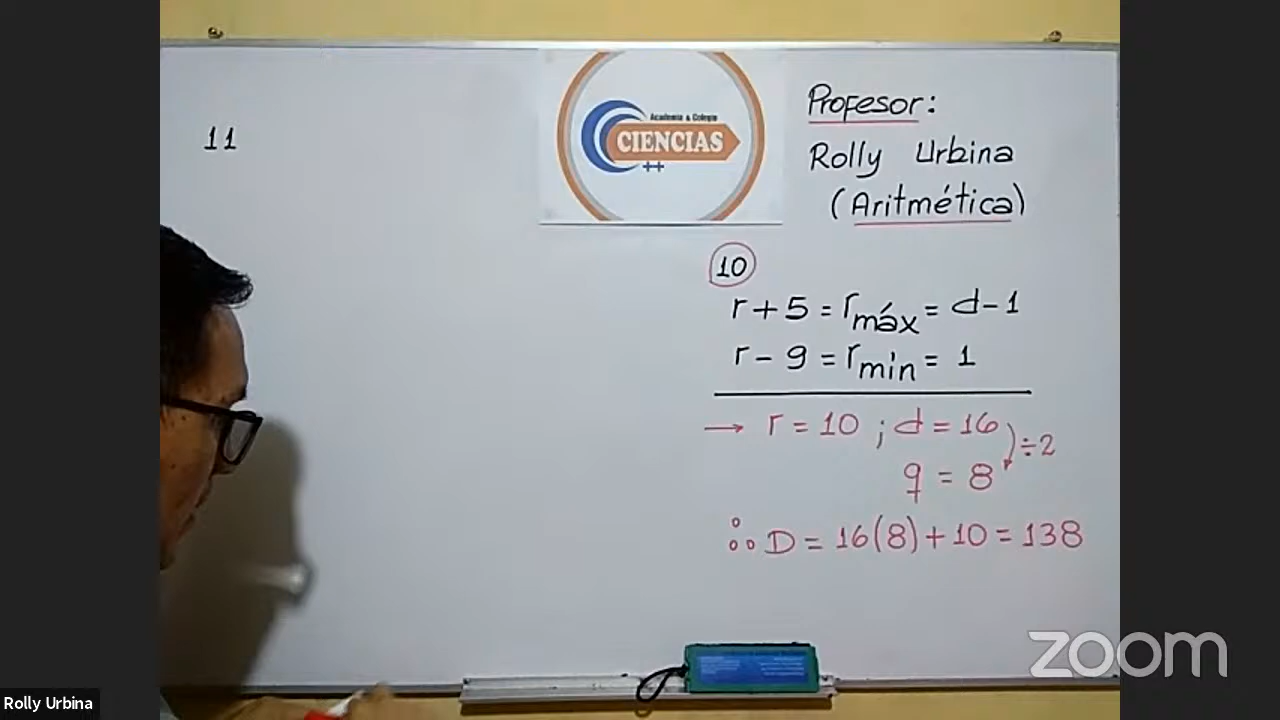 11
Academia & Colegio
CIENCIAS
++
Profesor:
Rolly Urbina
(Aritmética)
10
r + 5 = rmáx = d - 1
r - 9 = rmin = 1
→ r = 10 ; d = 16
÷2
q = 8
∴ D = 16(8) + 10 = 138
zoom
Rolly Urbina